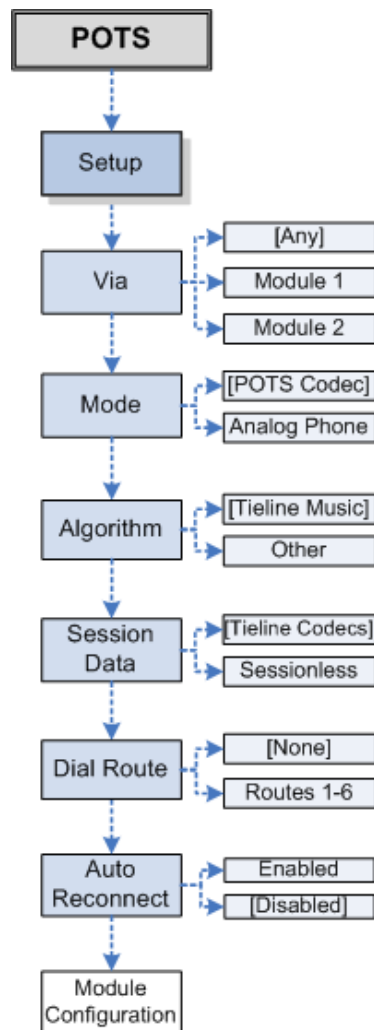 POTS
Setup
Via
[Any]
Module 1
Module 2
Mode
[POTS Codec]
Analog Phone
Algorithm
[Tieline Music]
Other
Session
Data
[Tieline Codecs]
Sessionless
Dial Route
[None]
Routes 1-6
Auto
Reconnect
Enabled
[Disabled]
Module
Configuration